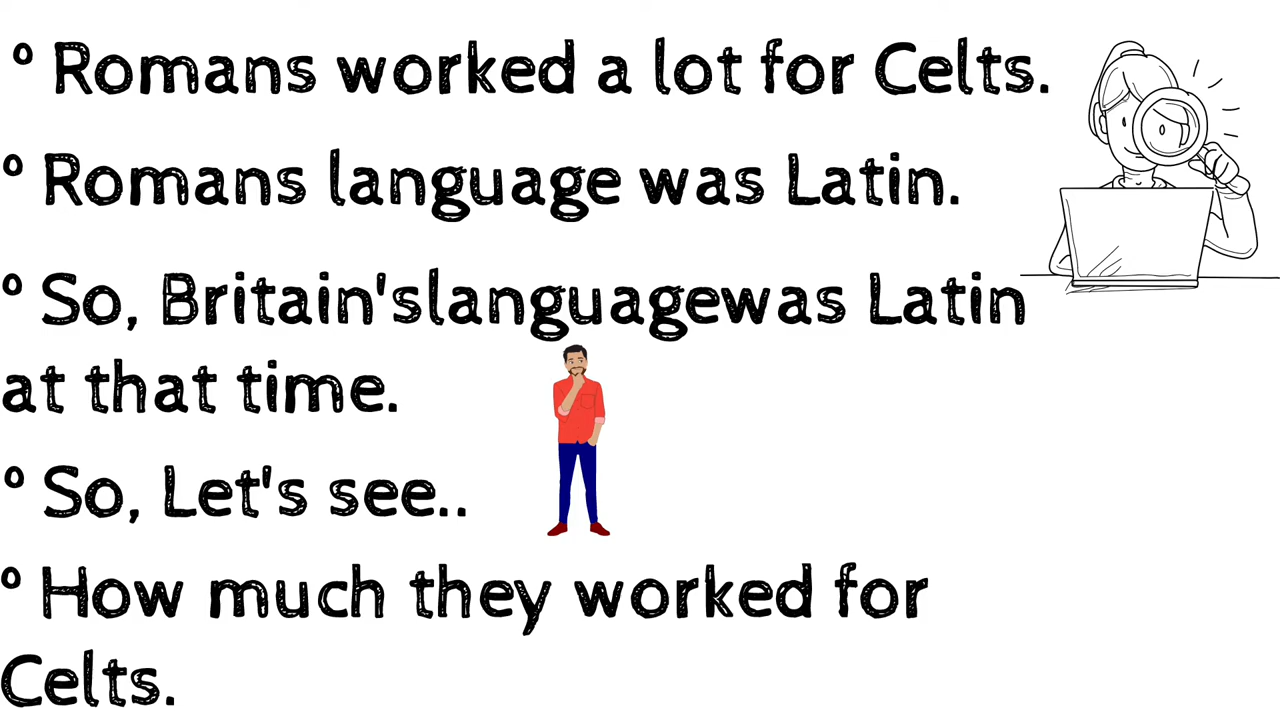 ° Romans worked a lot for Celts.
° Romans language was Latin.
° So, Britain'slanguagewas Latin
at that time.
° So, Let's see..
° How much they worked for
Celts.